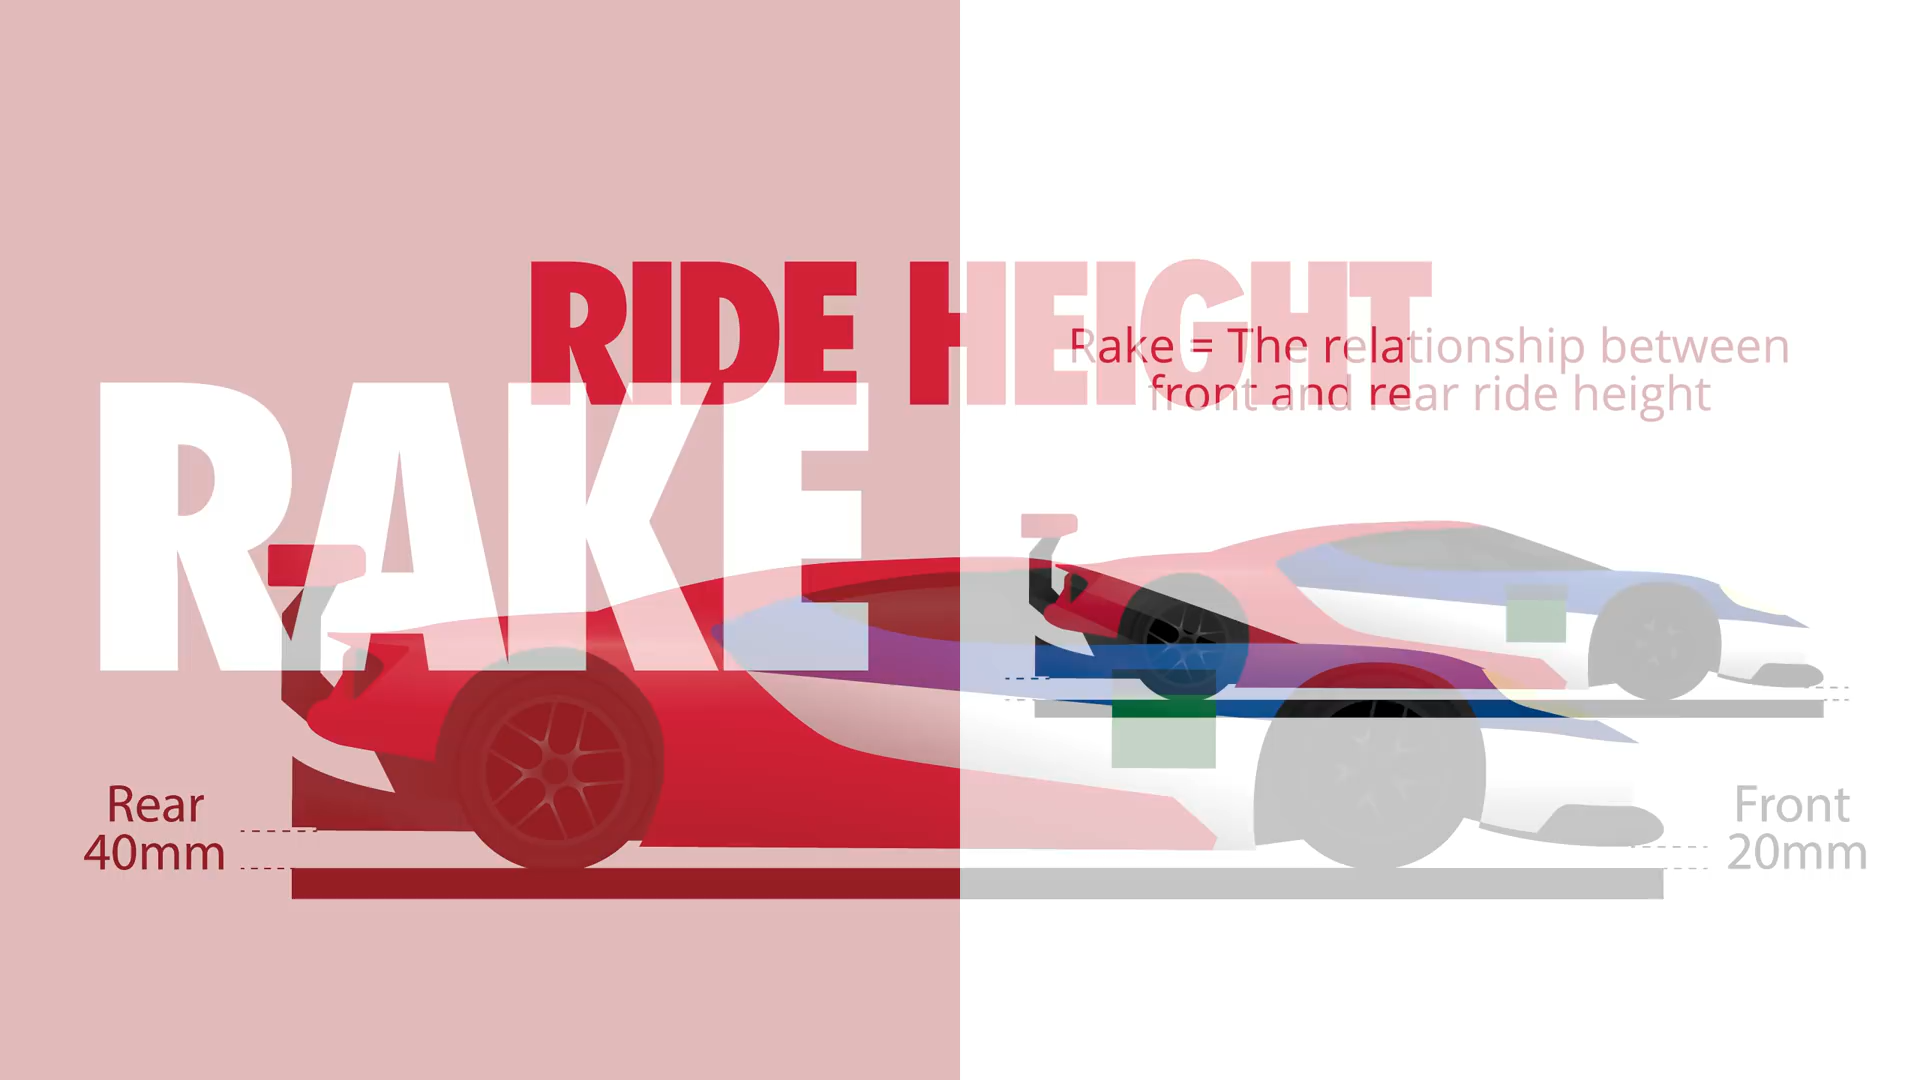 RIDE HEIGHT
RAKE
Rake = The relationship between
front and rear ride height
Rear
40mm
Front
20mm